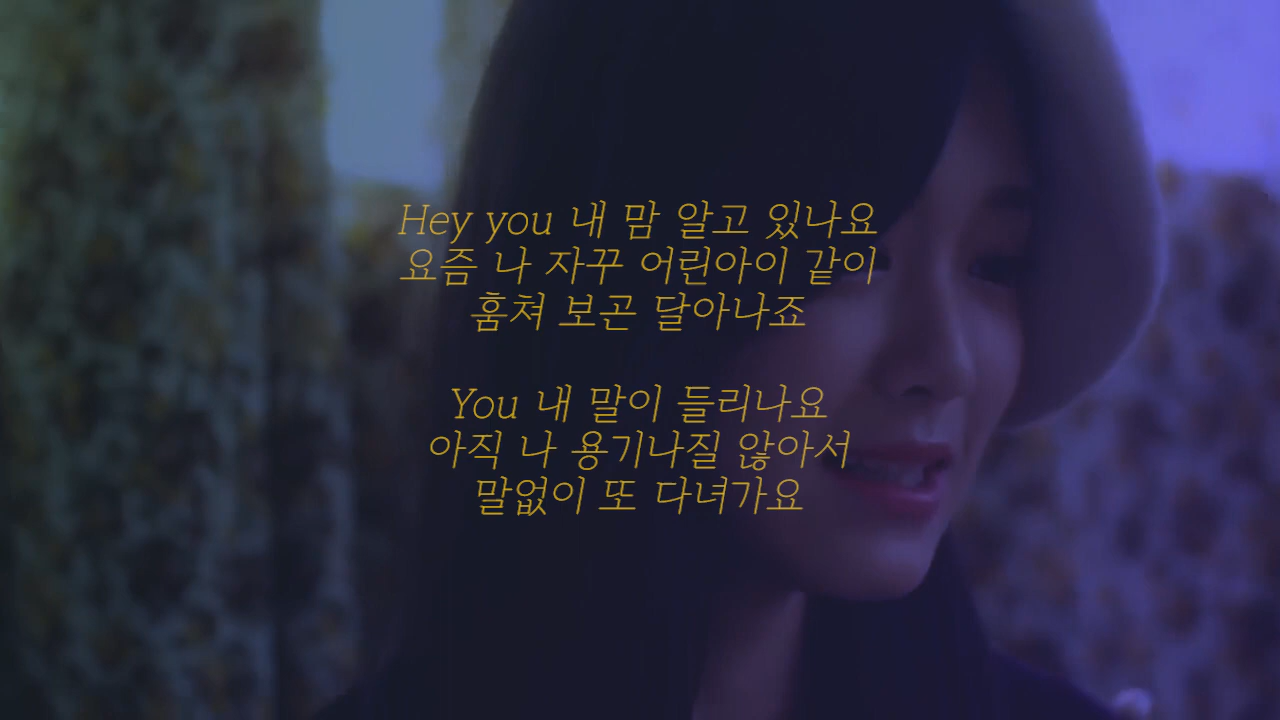 Hey you 내 맘 알고 있나요
요즘 나 자꾸 어린아이 같이
훔쳐 보곤 달아나죠
You 내 말이 들리나요
아직 나 용기나질 않아서
말없이 또 다녀가요